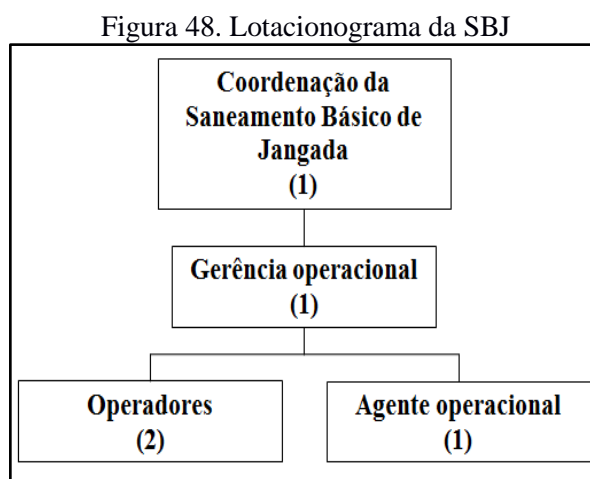 Figura 48. Lotacionograma da SBJ
Coordenação da
Saneamento Básico de
Jangada
(1)
Gerência operacional
(1)
Operadores
(2)
Agente operacional
(1)